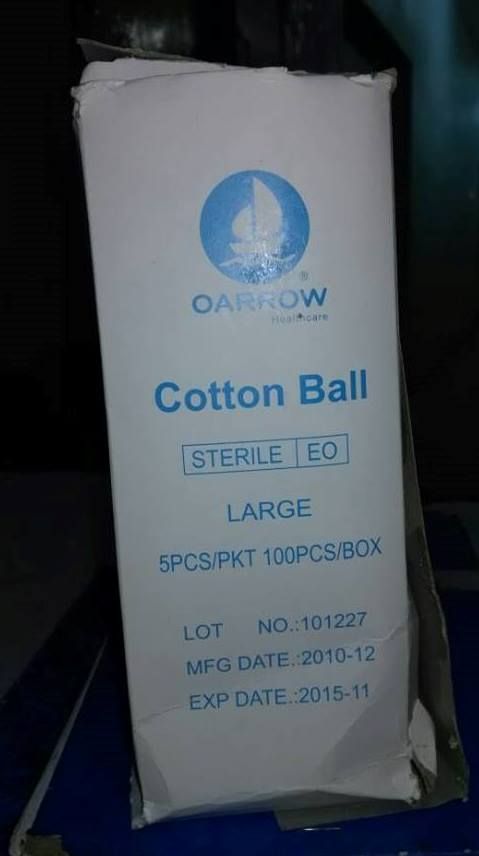 ®
OARROW
Healthcare
Cotton Ball
STERILE EO
LARGE
5PCS/PKT 100PCS/BOX
LOT NO.:101227
MFG DATE.:2010-12
EXP DATE.:2015-11